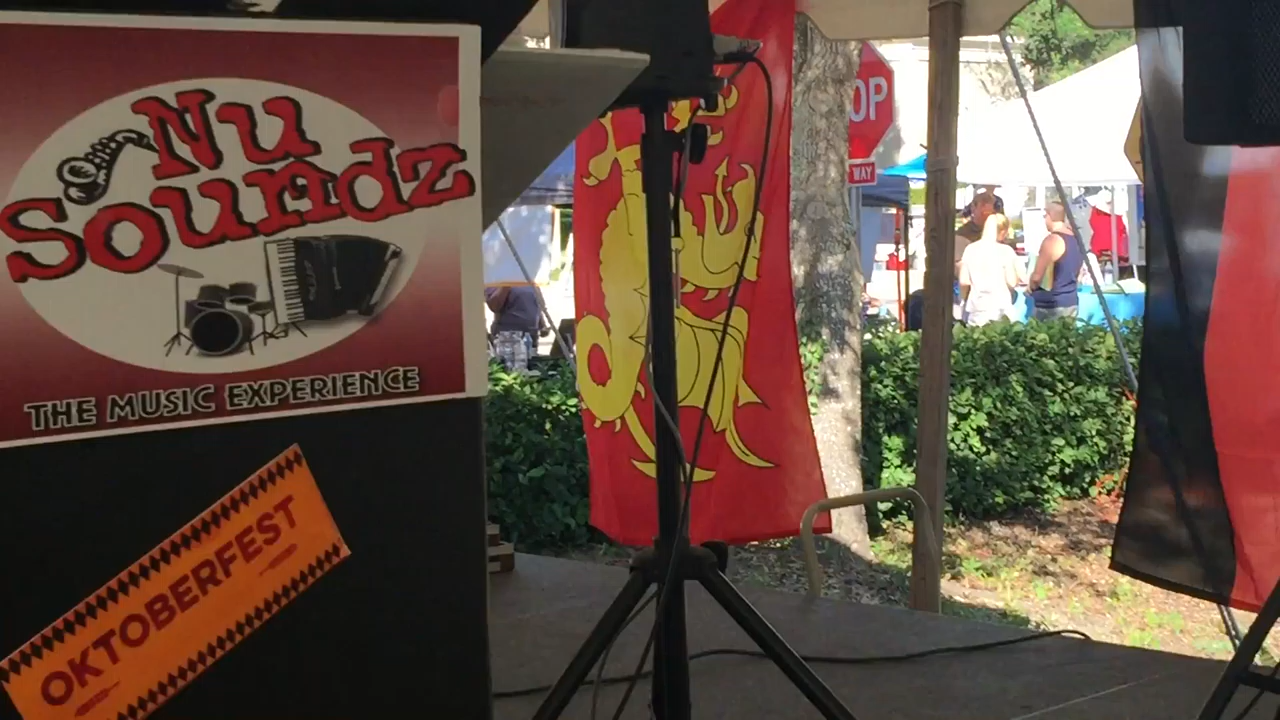 Nu
Soundz
THE MUSIC EXPERIENCE
OKTOBERFEST
OP
WAY